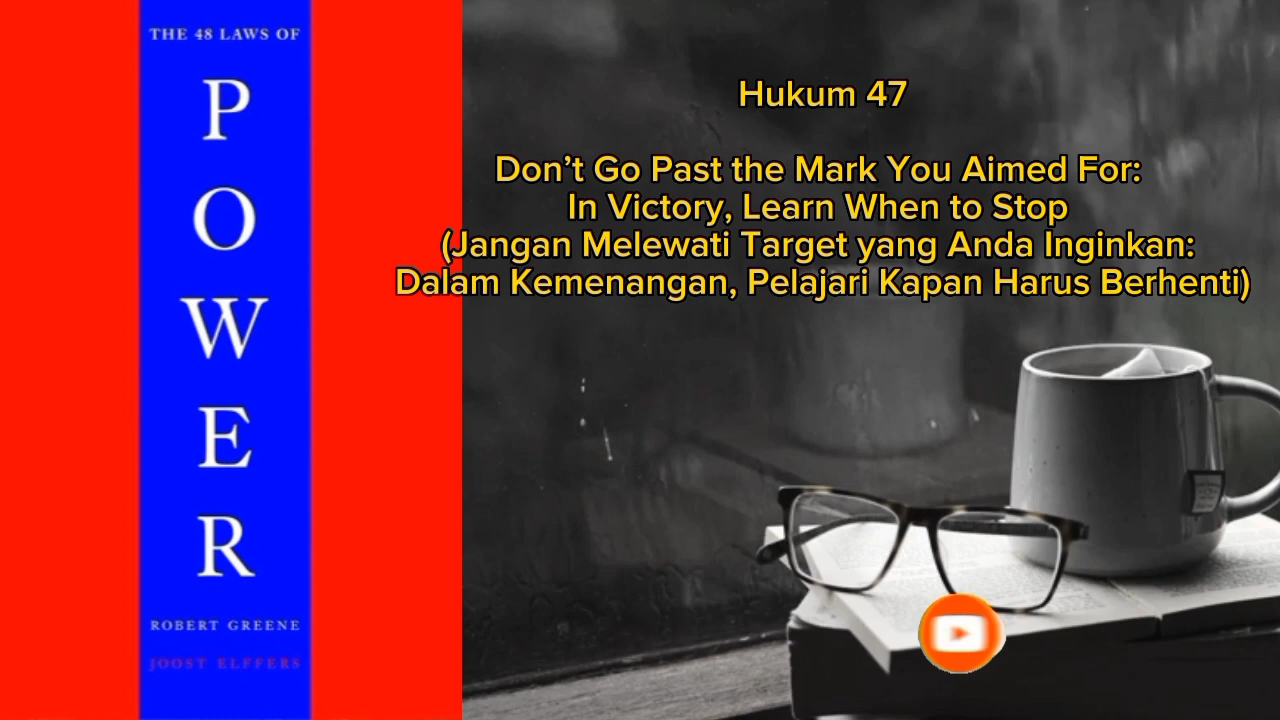 THE 48 LAWS OF
P
O
W
E
R
ROBERT GREENE
JOOST ELFFERS
Hukum 47
Don’t Go Past the Mark You Aimed For:
In Victory, Learn When to Stop
(Jangan Melewati Target yang Anda Inginkan:
Dalam Kemenangan, Pelajari Kapan Harus Berhenti)